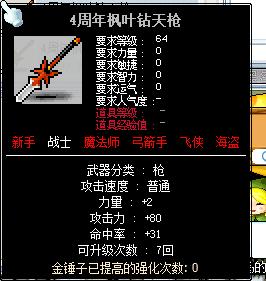 4周年枫叶钻天枪
要求等级： 64
要求力量： 0
要求敏捷： 0
要求智力： 0
要求运气： 0
要求人气度： -
道具等级： -
道具经验值： -
新手 战士 魔法师 弓箭手 飞侠 海盗
武器分类 : 枪
攻击速度 : 普通
力量 : +2
攻击力 : +80
命中率 : +31
可升级次数 : 7回
金锤子已提高的强化次数: 0